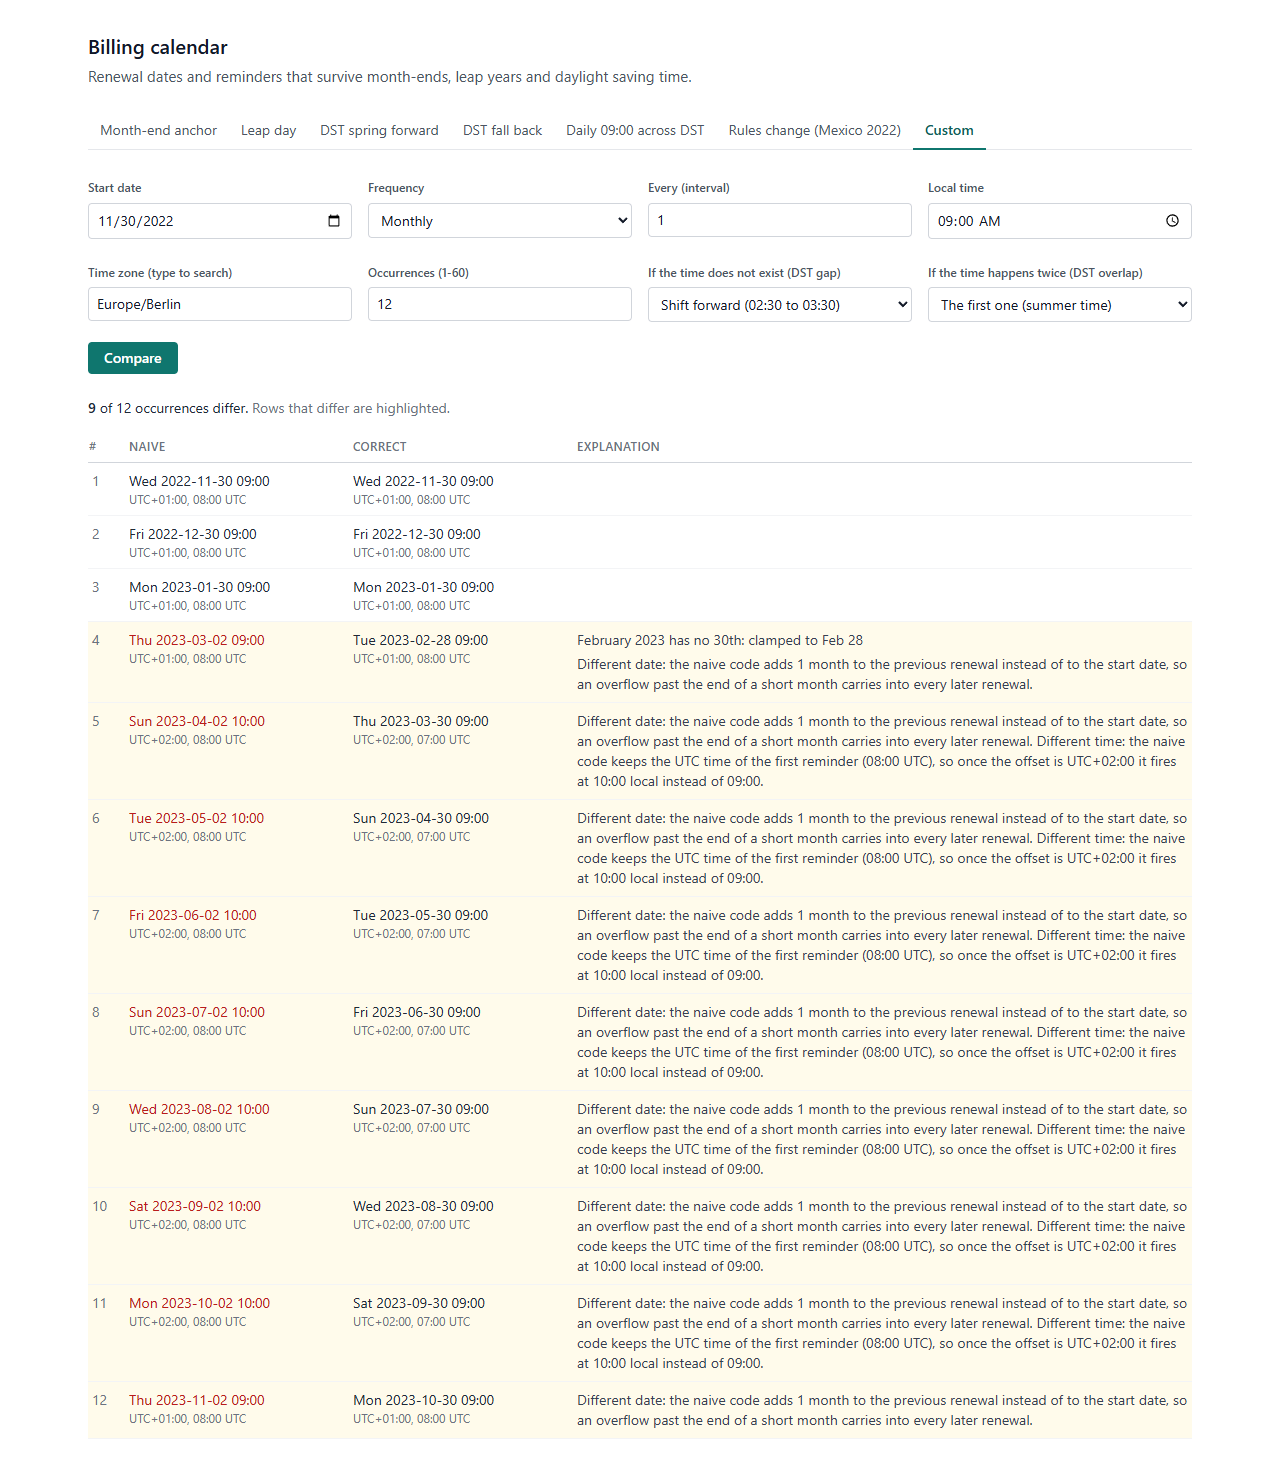 Billing calendar
Renewal dates and reminders that survive month-ends, leap years and daylight saving time.
Month-end anchor Leap day DST spring forward DST fall back Daily 09:00 across DST Rules change (Mexico 2022) Custom
Start date Frequency Every (interval) Local time
11/30/2022 Monthly 1 09:00 AM
Time zone (type to search) Occurrences (1-60) If the time does not exist (DST gap) If the time happens twice (DST overlap)
Europe/Berlin 12 Shift forward (02:30 to 03:30) The first one (summer time)
Compare
9 of 12 occurrences differ. Rows that differ are highlighted.
# NAIVE CORRECT EXPLANATION
1 Wed 2022-11-30 09:00 Wed 2022-11-30 09:00
UTC+01:00, 08:00 UTC UTC+01:00, 08:00 UTC
2 Fri 2022-12-30 09:00 Fri 2022-12-30 09:00
UTC+01:00, 08:00 UTC UTC+01:00, 08:00 UTC
3 Mon 2023-01-30 09:00 Mon 2023-01-30 09:00
UTC+01:00, 08:00 UTC UTC+01:00, 08:00 UTC
4 Thu 2023-03-02 09:00 Tue 2023-02-28 09:00 February 2023 has no 30th: clamped to Feb 28
UTC+01:00, 08:00 UTC UTC+01:00, 08:00 UTC Different date: the naive code adds 1 month to the previous renewal instead of to the start date, so
an overflow past the end of a short month carries into every later renewal.
5 Sun 2023-04-02 10:00 Thu 2023-03-30 09:00 Different date: the naive code adds 1 month to the previous renewal instead of to the start date, so
UTC+02:00, 08:00 UTC UTC+02:00, 07:00 UTC an overflow past the end of a short month carries into every later renewal. Different time: the naive
code keeps the UTC time of the first reminder (08:00 UTC), so once the offset is UTC+02:00 it fires
at 10:00 local instead of 09:00.
6 Tue 2023-05-02 10:00 Sun 2023-04-30 09:00 Different date: the naive code adds 1 month to the previous renewal instead of to the start date, so
UTC+02:00, 08:00 UTC UTC+02:00, 07:00 UTC an overflow past the end of a short month carries into every later renewal. Different time: the naive
code keeps the UTC time of the first reminder (08:00 UTC), so once the offset is UTC+02:00 it fires
at 10:00 local instead of 09:00.
7 Fri 2023-06-02 10:00 Tue 2023-05-30 09:00 Different date: the naive code adds 1 month to the previous renewal instead of to the start date, so
UTC+02:00, 08:00 UTC UTC+02:00, 07:00 UTC an overflow past the end of a short month carries into every later renewal. Different time: the naive
code keeps the UTC time of the first reminder (08:00 UTC), so once the offset is UTC+02:00 it fires
at 10:00 local instead of 09:00.
8 Sun 2023-07-02 10:00 Fri 2023-06-30 09:00 Different date: the naive code adds 1 month to the previous renewal instead of to the start date, so
UTC+02:00, 08:00 UTC UTC+02:00, 07:00 UTC an overflow past the end of a short month carries into every later renewal. Different time: the naive
code keeps the UTC time of the first reminder (08:00 UTC), so once the offset is UTC+02:00 it fires
at 10:00 local instead of 09:00.
9 Wed 2023-08-02 10:00 Sun 2023-07-30 09:00 Different date: the naive code adds 1 month to the previous renewal instead of to the start date, so
UTC+02:00, 08:00 UTC UTC+02:00, 07:00 UTC an overflow past the end of a short month carries into every later renewal. Different time: the naive
code keeps the UTC time of the first reminder (08:00 UTC), so once the offset is UTC+02:00 it fires
at 10:00 local instead of 09:00.
10 Sat 2023-09-02 10:00 Wed 2023-08-30 09:00 Different date: the naive code adds 1 month to the previous renewal instead of to the start date, so
UTC+02:00, 08:00 UTC UTC+02:00, 07:00 UTC an overflow past the end of a short month carries into every later renewal. Different time: the naive
code keeps the UTC time of the first reminder (08:00 UTC), so once the offset is UTC+02:00 it fires
at 10:00 local instead of 09:00.
11 Mon 2023-10-02 10:00 Sat 2023-09-30 09:00 Different date: the naive code adds 1 month to the previous renewal instead of to the start date, so
UTC+02:00, 08:00 UTC UTC+02:00, 07:00 UTC an overflow past the end of a short month carries into every later renewal. Different time: the naive
code keeps the UTC time of the first reminder (08:00 UTC), so once the offset is UTC+02:00 it fires
at 10:00 local instead of 09:00.
12 Thu 2023-11-02 09:00 Mon 2023-10-30 09:00 Different date: the naive code adds 1 month to the previous renewal instead of to the start date, so
UTC+01:00, 08:00 UTC UTC+01:00, 08:00 UTC an overflow past the end of a short month carries into every later renewal.